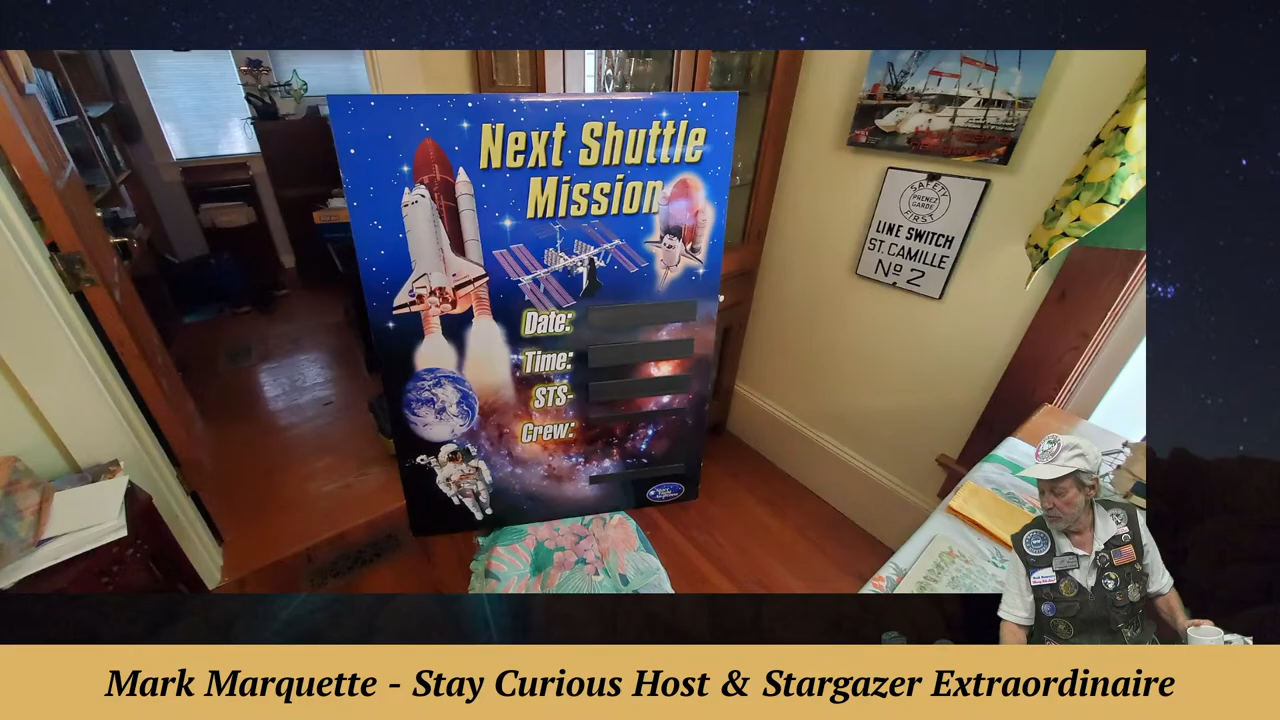 Next Shuttle
Mission
Date:
Time:
STS-
Crew:
SAFETY
PRENEZ
GARDE
FIRST
LINE SWITCH
ST. CAMILLE
Nº 2
Mark Marquette - Stay Curious Host & Stargazer Extraordinaire